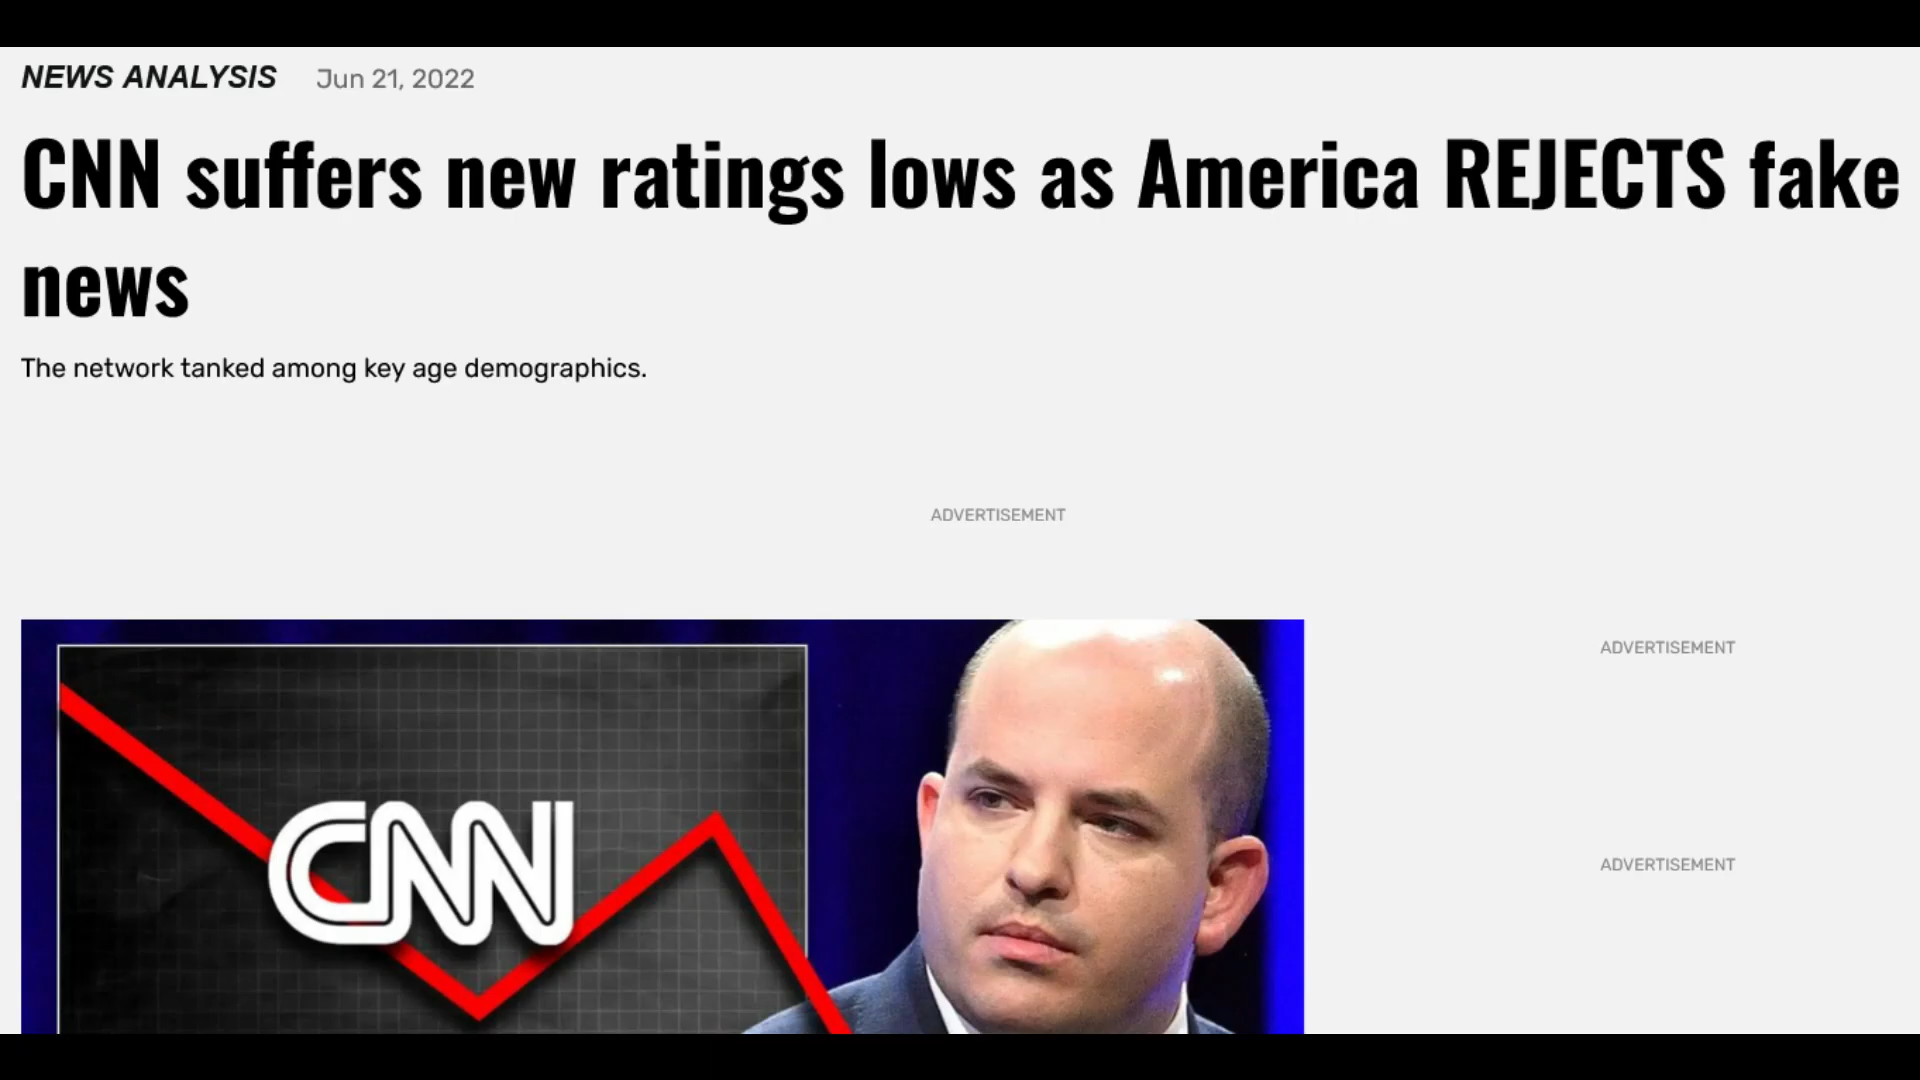 NEWS ANALYSIS Jun 21, 2022
CNN suffers new ratings lows as America REJECTS fake
news
The network tanked among key age demographics.
ADVERTISEMENT
ADVERTISEMENT
CNN
ADVERTISEMENT